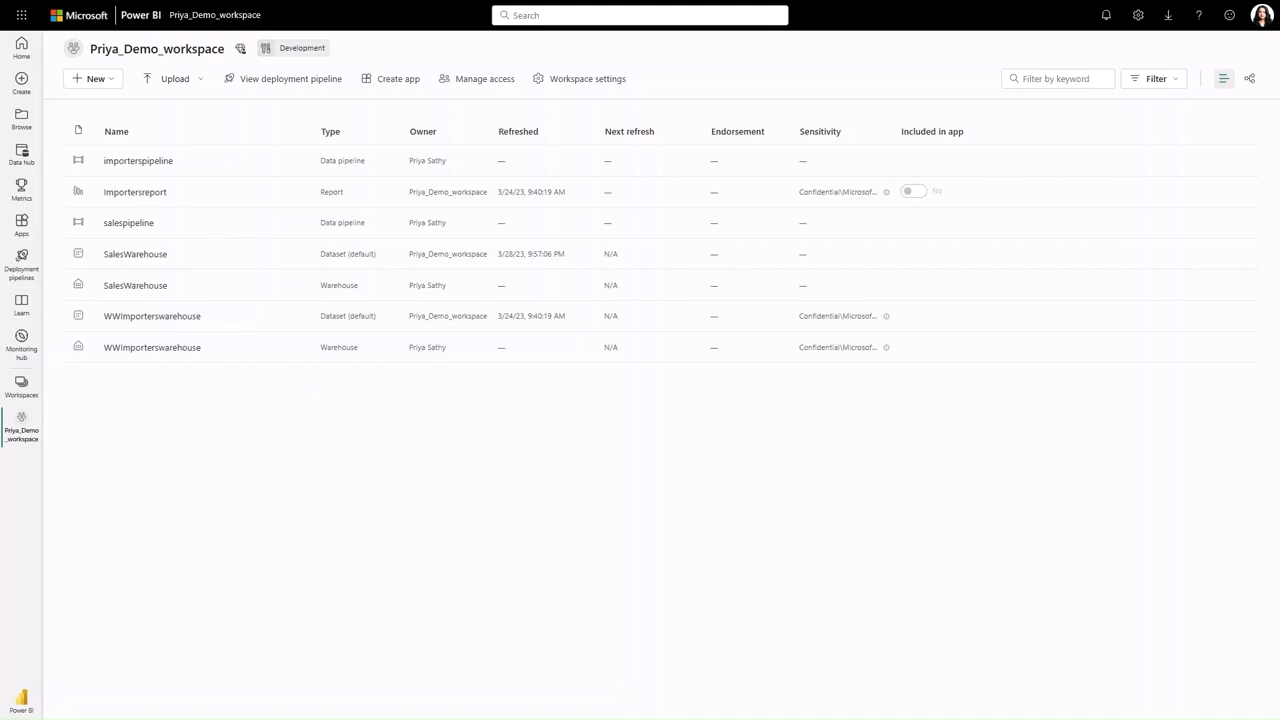 Microsoft Power BI Priya_Demo_workspace Search
Home
Create
Browse
Data hub
Metrics
Apps
Deployment
pipelines
Learn
Monitoring
hub
Workspaces
Priya_Demo
_workspace
Power BI
Priya_Demo_workspace Development
New Upload View deployment pipeline Create app Manage access Workspace settings Filter by keyword Filter
Name Type Owner Refreshed Next refresh Endorsement Sensitivity Included in app
importerspipeline Data pipeline Priya Sathy — — — —
Importersreport Report Priya_Demo_workspace 3/24/23, 9:40:19 AM — — Confidential\Microsof... No
salespipeline Data pipeline Priya Sathy — — — —
SalesWarehouse Dataset (default) Priya_Demo_workspace 3/28/23, 9:57:06 PM N/A — —
SalesWarehouse Warehouse Priya Sathy — N/A — —
WWImporterswarehouse Dataset (default) Priya_Demo_workspace 3/24/23, 9:40:19 AM N/A — Confidential\Microsof...
WWImporterswarehouse Warehouse Priya Sathy — N/A — Confidential\Microsof...